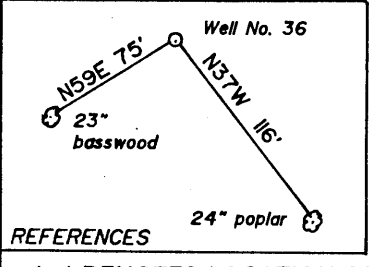 Well No. 36
N59E 75'
N37W 116'
23"
basswood
24" poplar
REFERENCES